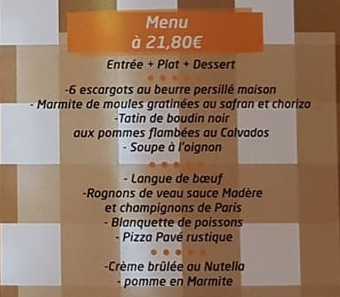 Menu
à 21,80€
Entrée + Plat + Dessert
-6 escargots au beurre persillé maison
- Marmite de moules gratinées au safran et chorizo
-Tatin de boudin noir
aux pommes flambées au Calvados
- Soupe à l'oignon
- Langue de bœuf
-Rognons de veau sauce Madère
et champignons de Paris
- Blanquette de poissons
- Pizza Pavé rustique
-Crème brûlée au Nutella
- pomme en Marmite